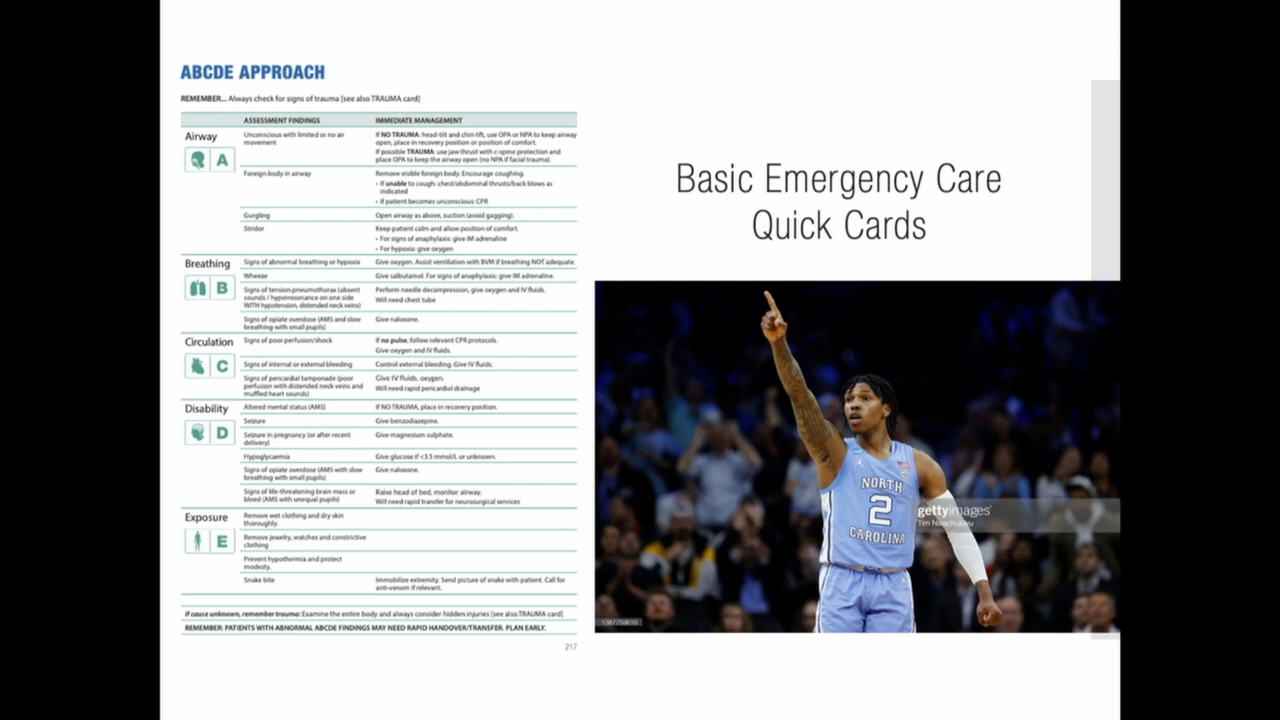 ABCDE APPROACH
REMEMBER... Always check for signs of trauma [see also TRAUMA card]
ASSESSMENT FINDINGS
IMMEDIATE MANAGEMENT
Airway
A
Unconscious with limited or no air
movement
If NO TRAUMA: head-tilt and chin-lift, use OPA or NPA to keep airway
open, place in recovery position or position of comfort.
If possible TRAUMA: use jaw thrust with c-spine protection and
place OPA to keep the airway open (no NPA if facial trauma).
Foreign body in airway
Remove visible foreign body. Encourage coughing.
• If unable to cough: chest/abdominal thrusts/back blows as
indicated
• If patient becomes unconscious: CPR
Gurgling
Open airway as above, suction (avoid gagging).
Stridor
Keep patient calm and allow position of comfort.
• For signs of anaphylaxis: give IM adrenaline
• For hypoxia: give oxygen
Breathing
B
Signs of abnormal breathing or hypoxia
Give oxygen. Assist ventilation with BVM if breathing NOT adequate.
Wheeze
Give salbutamol. For signs of anaphylaxis: give IM adrenaline.
Signs of tension pneumothorax (absent
sounds / hyperresonance on one side
WITH hypotension, distended neck veins)
Perform needle decompression, give oxygen and IV fluids.
Will need chest tube
Signs of opiate overdose (AMS and slow
breathing with small pupils)
Give naloxone.
Circulation
C
Signs of poor perfusion/shock
If no pulse, follow relevant CPR protocols.
Give oxygen and IV fluids.
Signs of internal or external bleeding
Control external bleeding. Give IV fluids.
Signs of pericardial tamponade (poor
perfusion with distended neck veins and
muffled heart sounds)
Give IV fluids, oxygen.
Will need rapid pericardial drainage
Disability
D
Altered mental status (AMS)
If NO TRAUMA, place in recovery position.
Seizure
Give benzodiazepine.
Seizure in pregnancy (or after recent
delivery)
Give magnesium sulphate.
Hypoglycaemia
Give glucose if <3.5 mmol/L or unknown.
Signs of opiate overdose (AMS with slow
breathing with small pupils)
Give naloxone.
Signs of life-threatening brain mass or
bleed (AMS with unequal pupils)
Raise head of bed, monitor airway.
Will need rapid transfer for neurosurgical services
Exposure
E
Remove wet clothing and dry skin
thoroughly.
Remove jewelry, watches and constrictive
clothing.
Prevent hypothermia and protect
modesty.
Snake bite
Immobilize extremity. Send picture of snake with patient. Call for
anti-venom if relevant.
If cause unknown, remember trauma: Examine the entire body and always consider hidden injuries [see also TRAUMA card]
REMEMBER: PATIENTS WITH ABNORMAL ABCDE FINDINGS MAY NEED RAPID HANDOVER/TRANSFER. PLAN EARLY.
217
Basic Emergency Care
Quick Cards
NORTH
2
CAROLINA
gettyimages